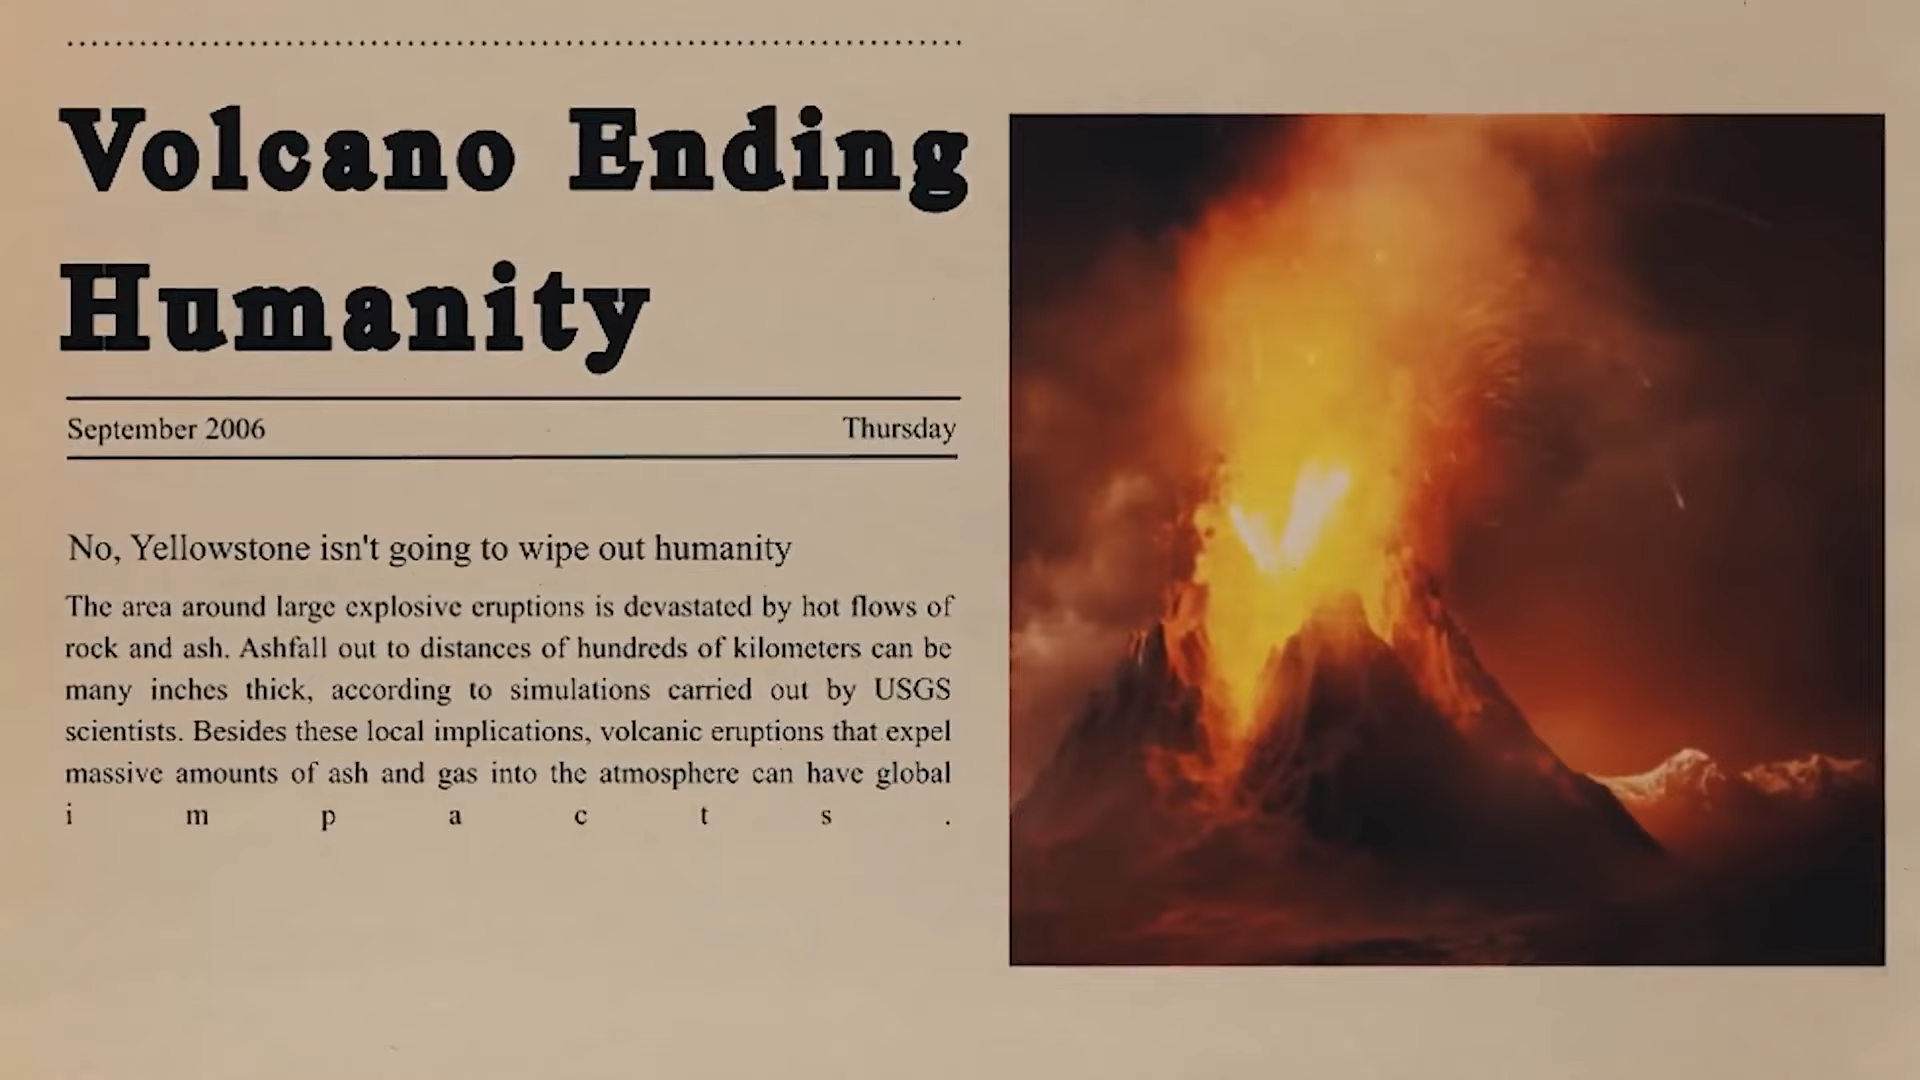 Volcano Ending
Humanity
September 2006 Thursday
No, Yellowstone isn't going to wipe out humanity
The area around large explosive eruptions is devastated by hot flows of
rock and ash. Ashfall out to distances of hundreds of kilometers can be
many inches thick, according to simulations carried out by USGS
scientists. Besides these local implications, volcanic eruptions that expel
massive amounts of ash and gas into the atmosphere can have global
i m p a c t s .